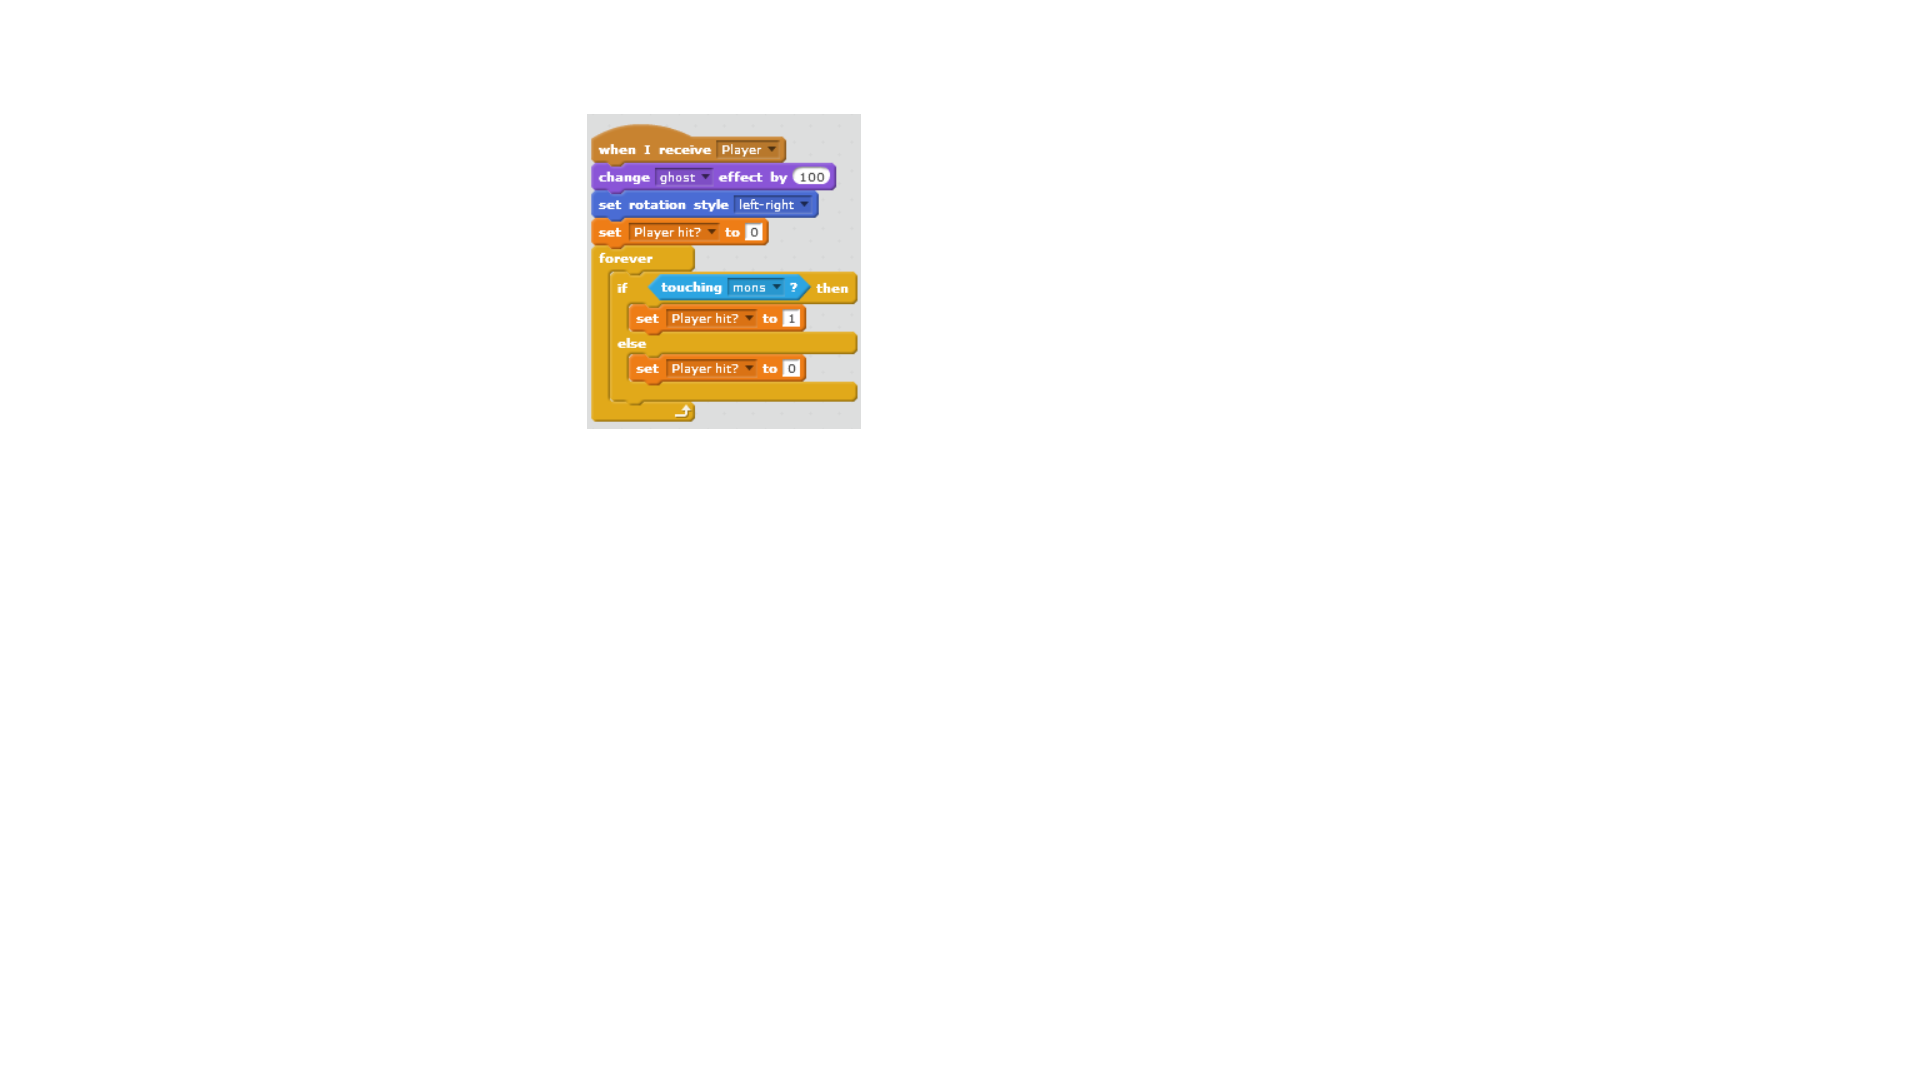 when I receive Player
change ghost effect by 100
set rotation style left-right
set Player hit? to 0
forever
if touching mons ? then
set Player hit? to 1
else
set Player hit? to 0